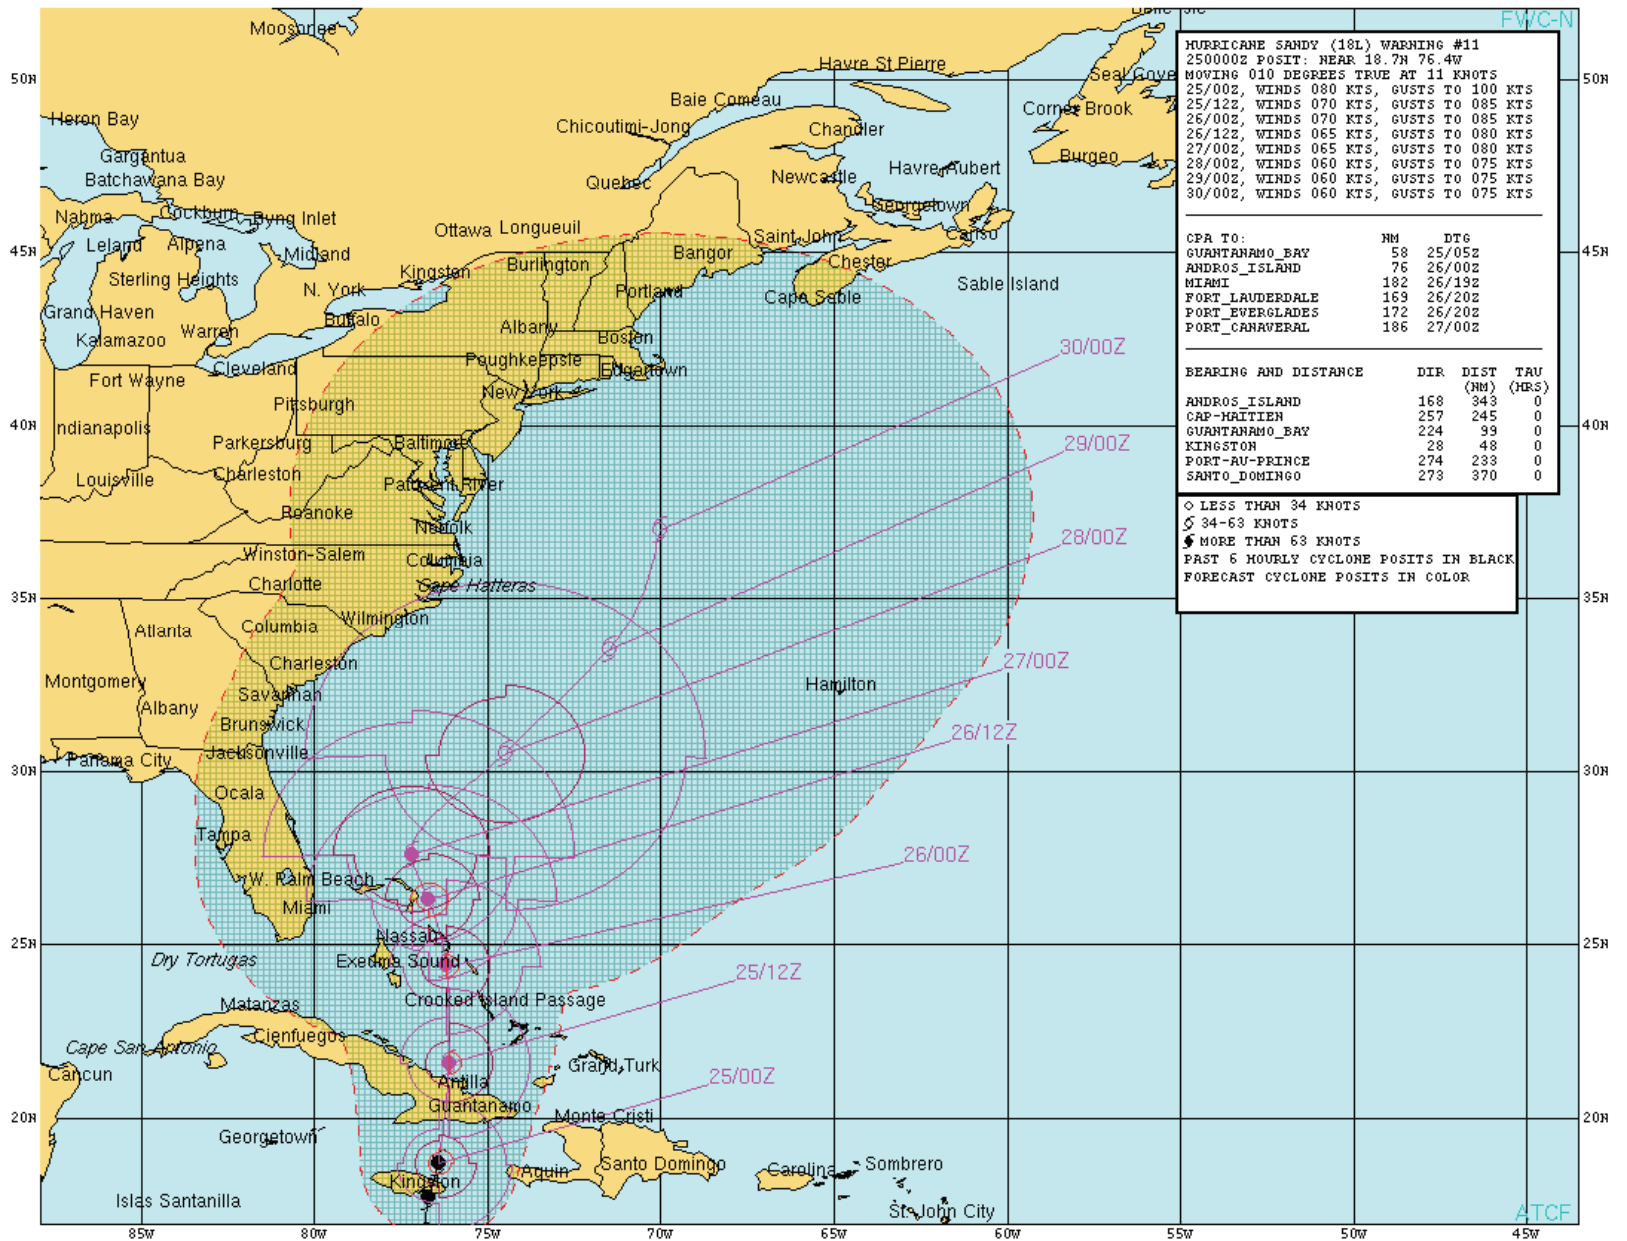 FWC-N
HURRICANE SANDY (18L) WARNING #11
250000Z POSIT: NEAR 18.7N 76.4W
MOVING 010 DEGREES TRUE AT 11 KNOTS
25/00Z, WINDS 080 KTS, GUSTS TO 100 KTS
25/12Z, WINDS 070 KTS, GUSTS TO 085 KTS
26/00Z, WINDS 070 KTS, GUSTS TO 085 KTS
26/12Z, WINDS 065 KTS, GUSTS TO 080 KTS
27/00Z, WINDS 065 KTS, GUSTS TO 080 KTS
28/00Z, WINDS 060 KTS, GUSTS TO 075 KTS
29/00Z, WINDS 060 KTS, GUSTS TO 075 KTS
30/00Z, WINDS 060 KTS, GUSTS TO 075 KTS
CPA TO: NM DTG
GUANTANAMO_BAY 58 25/05Z
ANDROS_ISLAND 76 26/00Z
MIAMI 182 26/19Z
FORT_LAUDERDALE 169 26/20Z
PORT_EVERGLADES 172 26/20Z
PORT_CANAVERAL 186 27/00Z
BEARING AND DISTANCE DIR DIST TAU
(NM) (HRS)
ANDROS_ISLAND 168 343 0
CAP-HAITIEN 257 245 0
GUANTANAMO_BAY 224 99 0
KINGSTON 28 48 0
PORT-AU-PRINCE 274 233 0
SANTO_DOMINGO 273 370 0
LESS THAN 34 KNOTS
34-63 KNOTS
MORE THAN 63 KNOTS
PAST 6 HOURLY CYCLONE POSITS IN BLACK
FORECAST CYCLONE POSITS IN COLOR
Belle Isle
Moosonee
Havre St Pierre
50N
Seal Cove
50N
Baie Comeau
Corner Brook
Heron Bay
Chicoutimi-Jong
Chandler
Gargantua
Burgeo
Batchawana Bay
Quebec
Newcastle
Havre Aubert
Nahma
Cockburn
Byng Inlet
Georgetown
Ottawa
Longueuil
Saint-John
Canso
45N
Leland
Alpena
Midland
Bangor
45N
Sterling Heights
Kingston
Burlington
Chester
Grand Haven
N. York
Portland
Cape Sable
Sable Island
Buffalo
Warren
Kalamazoo
Albany
Boston
30/00Z
Fort Wayne
Cleveland
Poughkeepsie
Edgartown
Pittsburgh
New York
40N
Indianapolis
Parkersburg
Baltimore
29/00Z
40N
Louisville
Charleston
Patuxent River
Roanoke
Norfolk
28/00Z
Winston-Salem
Columbia
Charlotte
Cape Hatteras
35N
35N
Atlanta
Columbia
Wilmington
Charleston
27/00Z
Montgomery
Savannah
Hamilton
Albany
Brunswick
26/12Z
Panama City
Jacksonville
30N
30N
Ocala
Tampa
26/00Z
W. Palm Beach
Miami
Nassau
25N
25N
Dry Tortugas
Exeuma Sound
25/12Z
Matanzas
Crooked Island Passage
Cienfuegos
Cape San Antonio
Grand Turk
Cancun
Antilla
25/00Z
Guantanamo
20N
Monte Cristi
20N
Georgetown
Aquin
Santo Domingo
Carolina
Sombrero
Kingston
Islas Santanilla
St. John City
ATCF
85W 80W 75W 70W 65W 60W 55W 50W 45W